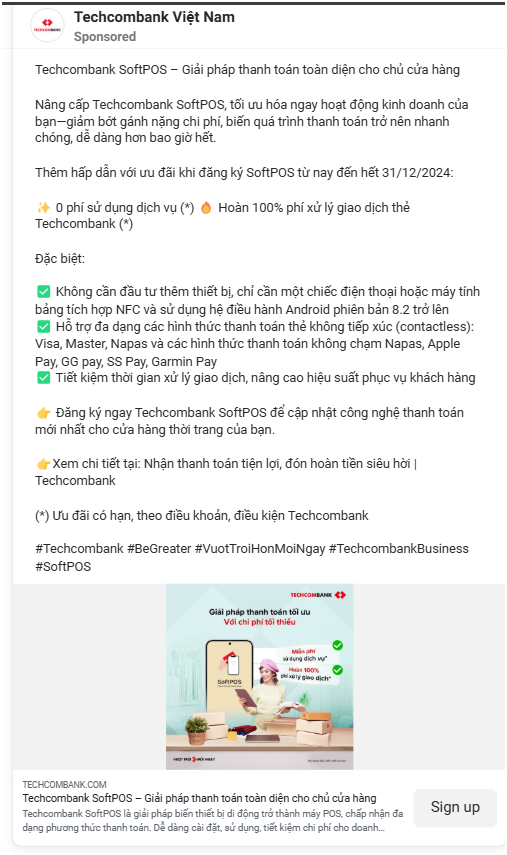 Techcombank Việt Nam
Sponsored
Techcombank SoftPOS – Giải pháp thanh toán toàn diện cho chủ cửa hàng
Nâng cấp Techcombank SoftPOS, tối ưu hóa ngay hoạt động kinh doanh của
bạn—giảm bớt gánh nặng chi phí, biến quá trình thanh toán trở nên nhanh
chóng, dễ dàng hơn bao giờ hết.
Thêm hấp dẫn với ưu đãi khi đăng ký SoftPOS từ nay đến hết 31/12/2024:
✨ 0 phí sử dụng dịch vụ (*) 🔥 Hoàn 100% phí xử lý giao dịch thẻ
Techcombank (*)
Đặc biệt:
✅ Không cần đầu tư thêm thiết bị, chỉ cần một chiếc điện thoại hoặc máy tính
bảng tích hợp NFC và sử dụng hệ điều hành Android phiên bản 8.2 trở lên
✅ Hỗ trợ đa dạng các hình thức thanh toán thẻ không tiếp xúc (contactless):
Visa, Master, Napas và các hình thức thanh toán không chạm Napas, Apple
Pay, GG pay, SS Pay, Garmin Pay
✅ Tiết kiệm thời gian xử lý giao dịch, nâng cao hiệu suất phục vụ khách hàng
👉 Đăng ký ngay Techcombank SoftPOS để cập nhật công nghệ thanh toán
mới nhất cho cửa hàng thời trang của bạn.
👉Xem chi tiết tại: Nhận thanh toán tiện lợi, đón hoàn tiền siêu hời |
Techcombank
(*) Ưu đãi có hạn, theo điều khoản, điều kiện Techcombank
#Techcombank #BeGreater #VuotTroiHonMoiNgay #TechcombankBusiness
#SoftPOS
TECHCOMBANK
Giải pháp thanh toán tối ưu
Với chi phí tối thiểu
Miễn phí
sử dụng dịch vụ*
Hoàn 100%
phí xử lý giao dịch*
SoftPOS
VƯỢT TRỘI MỖI NGÀY
TECHCOMBANK.COM
Techcombank SoftPOS – Giải pháp thanh toán toàn diện cho chủ cửa hàng
Techcombank SoftPOS là giải pháp biến thiết bị di động trở thành máy POS, chấp nhận đa
dạng phương thức thanh toán. Dễ dàng cài đặt, sử dụng, tiết kiệm chi phí cho doanh...
Sign up